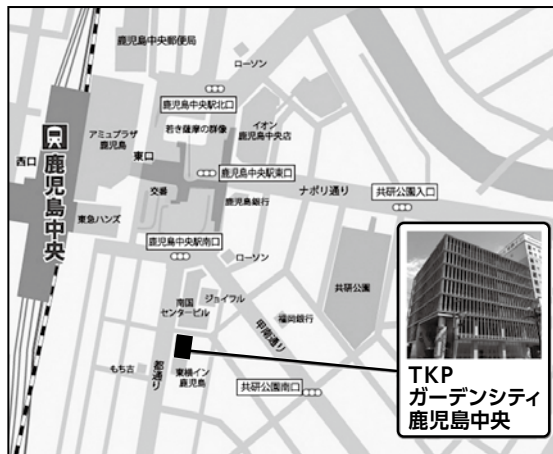 鹿児島中央郵便局
ローソン
鹿児島中央駅北口
若き薩摩の群像
イオン
鹿児島中央店
アミュプラザ
鹿児島
東口
西口
鹿児島中央
鹿児島中央駅東口
ナポリ通り
共研公園入口
交番
鹿児島銀行
東急ハンズ
鹿児島中央駅南口
ローソン
共研公園
南国
センタービル
ジョイフル
福岡銀行
甲南通り
もち吉
都通り
東横イン
鹿児島
共研公園南口
TKP
ガーデンシティ
鹿児島中央